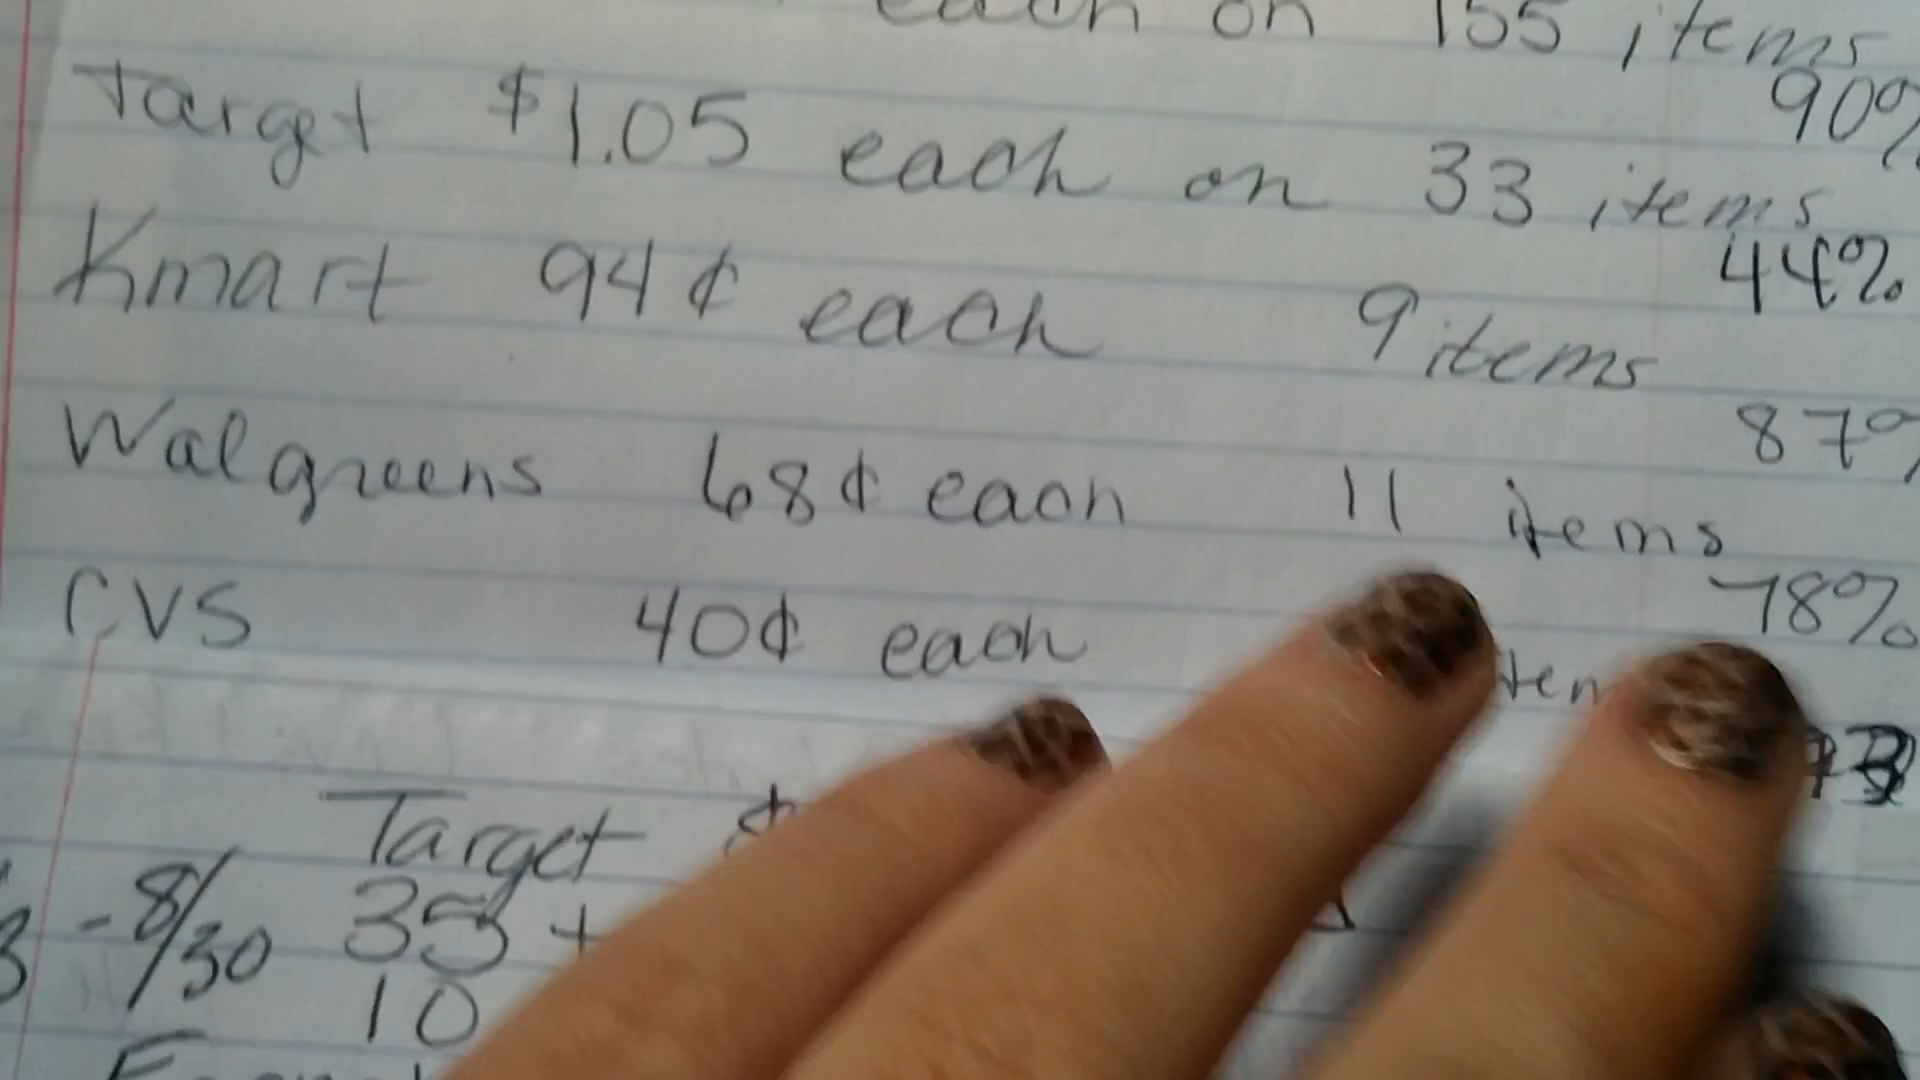 each on 155 items
90%
Target $1.05 each on 33 items
44%
Kmart 94¢ each 9 items
87%
Walgreens 68¢ each 11 items
78%
CVS 40¢ each
Target
-8/30 35 +
10